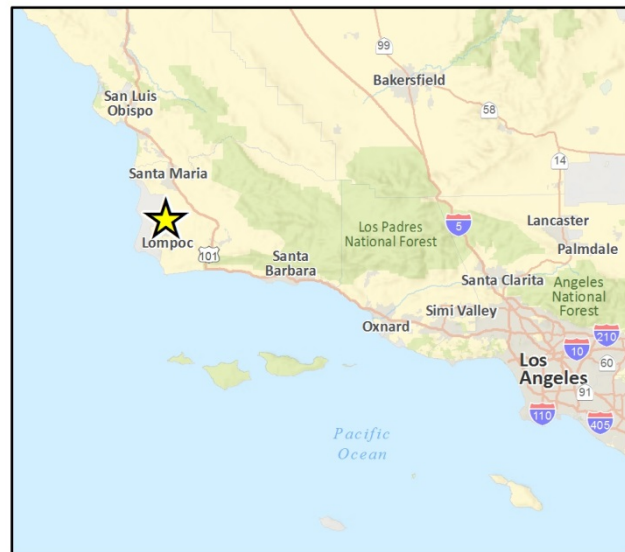 99
Bakersfield
San Luis
Obispo
58
14
Santa Maria
Lompoc
101
Santa
Barbara
Los Padres
National Forest
5
Lancaster
Palmdale
Santa Clarita
Angeles
National
Forest
Simi Valley
Oxnard
210
10
60
Los
Angeles
91
110
405
Pacific
Ocean